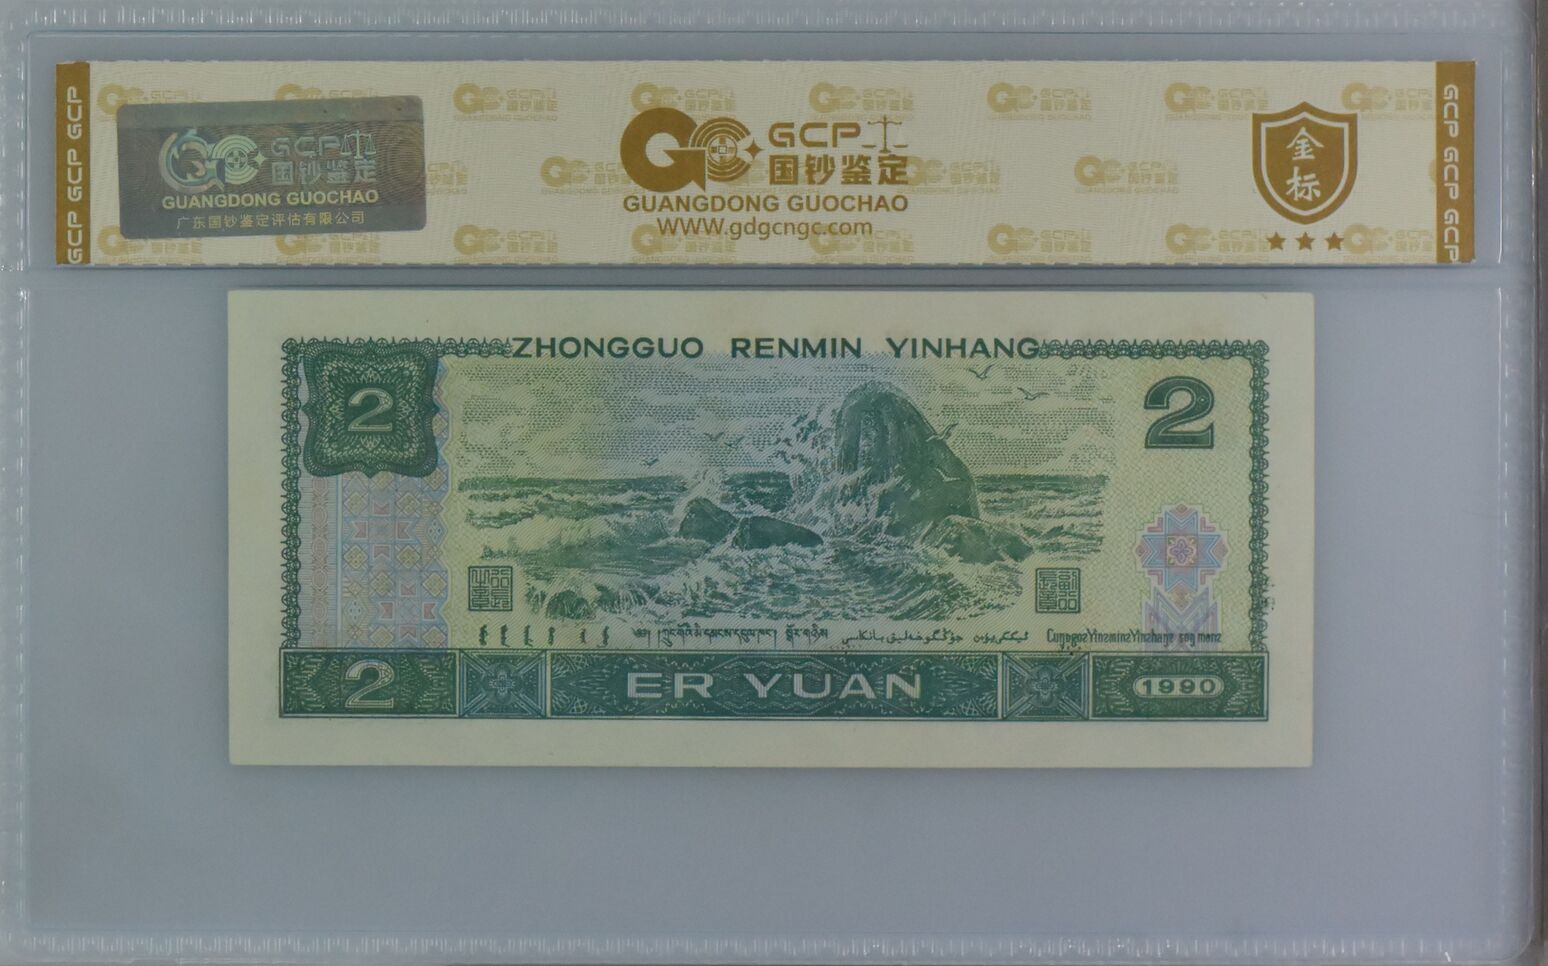 GCP GCP GCP
GCP
国钞鉴定
GUANGDONG GUOCHAO
广东国钞鉴定评估有限公司
GCP
国钞鉴定
GUANGDONG GUOCHAO
WWW.gdgcngc.com
金标
GCP GCP GCP
ZHONGGUO RENMIN YINHANG
2
2
2
ER YUAN
1990